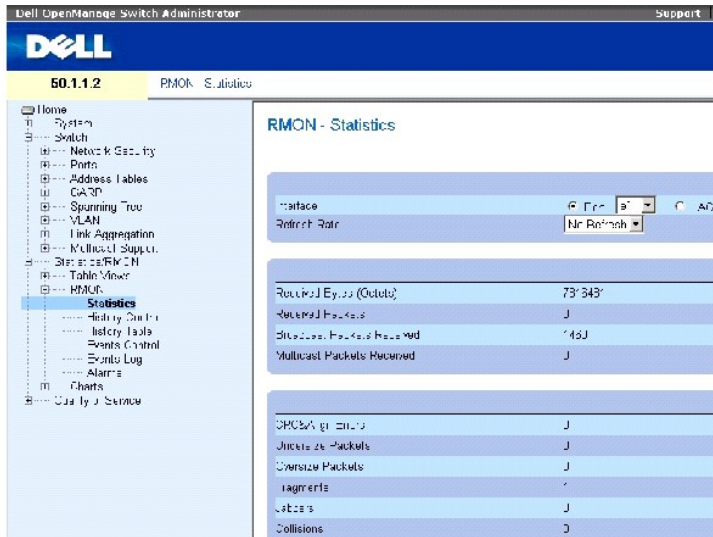 Dell OpenManage Switch Administrator
Support
DELL
50.1.1.2
RMON - Statistics
Home
System
Switch
Network Security
Ports
Address Tables
GARP
Spanning Tree
VLAN
Link Aggregation
Multicast Support
Statistics/RMON
Table Views
RMON
Statistics
History Control
History Table
Events Control
Events Log
Alarms
Charts
Quality of Service
RMON - Statistics
Interface Port
Refresh Rate No Refresh
Received Bytes (Octets)
Received Packets
Broadcast Packets Received
Multicast Packets Received 0
CRC&Align Errors 0
Undersize Packets 0
Oversize Packets 0
Fragments 1
Jabbers 0
Collisions 0